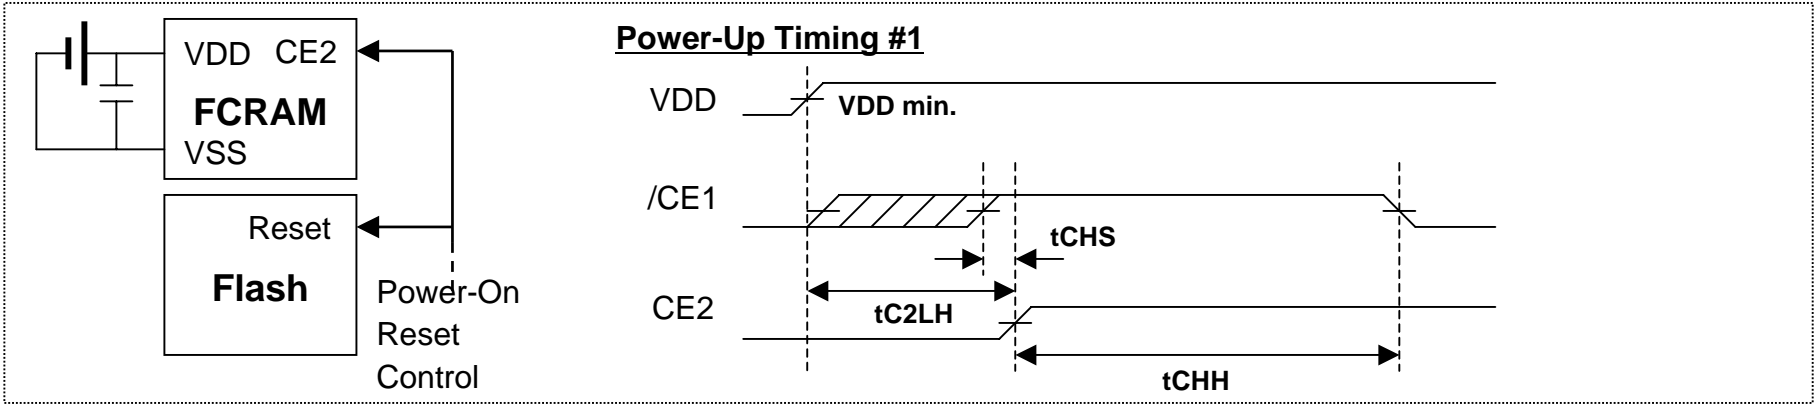 VDD CE2
FCRAM
VSS
Reset
Flash
Power-On
Reset
Control
Power-Up Timing #1
VDD
VDD min.
/CE1
tCHS
CE2
tC2LH
tCHH